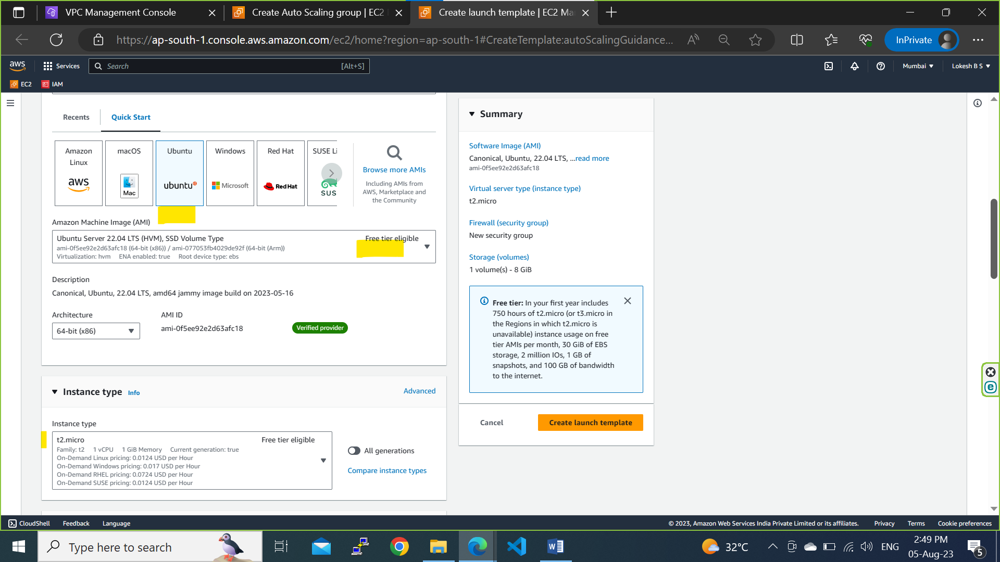 VPC Management Console
Create Auto Scaling group | EC2
Create launch template | EC2 Ma
https://ap-south-1.console.aws.amazon.com/ec2/home?region=ap-south-1#CreateTemplate:autoScalingGuidance...
InPrivate
aws
Services
Search
[Alt+S]
Mumbai
Lokesh B S
EC2
IAM
Recents
Quick Start
Amazon Linux
aws
macOS
Mac
Ubuntu
ubuntu
Windows
Microsoft
Red Hat
Red Hat
SUSE Li
SUS
Browse more AMIs
Including AMIs from
AWS, Marketplace and
the Community
Amazon Machine Image (AMI)
Ubuntu Server 22.04 LTS (HVM), SSD Volume Type
Free tier eligible
ami-0f5ee92e2d63afc18 (64-bit (x86)) / ami-077053fb4029de92f (64-bit (Arm))
Virtualization: hvm ENA enabled: true Root device type: ebs
Description
Canonical, Ubuntu, 22.04 LTS, amd64 jammy image build on 2023-05-16
Architecture
AMI ID
64-bit (x86)
ami-0f5ee92e2d63afc18
Verified provider
Instance type Info
Advanced
Instance type
t2.micro
Free tier eligible
Family: t2 1 vCPU 1 GiB Memory Current generation: true
On-Demand Linux pricing: 0.0124 USD per Hour
On-Demand Windows pricing: 0.017 USD per Hour
On-Demand RHEL pricing: 0.0724 USD per Hour
On-Demand SUSE pricing: 0.0124 USD per Hour
All generations
Compare instance types
Summary
Software Image (AMI)
Canonical, Ubuntu, 22.04 LTS, ...read more
ami-0f5ee92e2d63afc18
Virtual server type (instance type)
t2.micro
Firewall (security group)
New security group
Storage (volumes)
1 volume(s) - 8 GiB
Free tier: In your first year includes
750 hours of t2.micro (or t3.micro in
the Regions in which t2.micro is
unavailable) instance usage on free
tier AMIs per month, 30 GiB of EBS
storage, 2 million IOs, 1 GB of
snapshots, and 100 GB of bandwidth
to the internet.
Cancel
Create launch template
CloudShell
Feedback
Language
© 2023, Amazon Web Services India Private Limited or its affiliates.
Privacy
Terms
Cookie preferences
Type here to search
32°C
ENG
2:49 PM
05-Aug-23
5